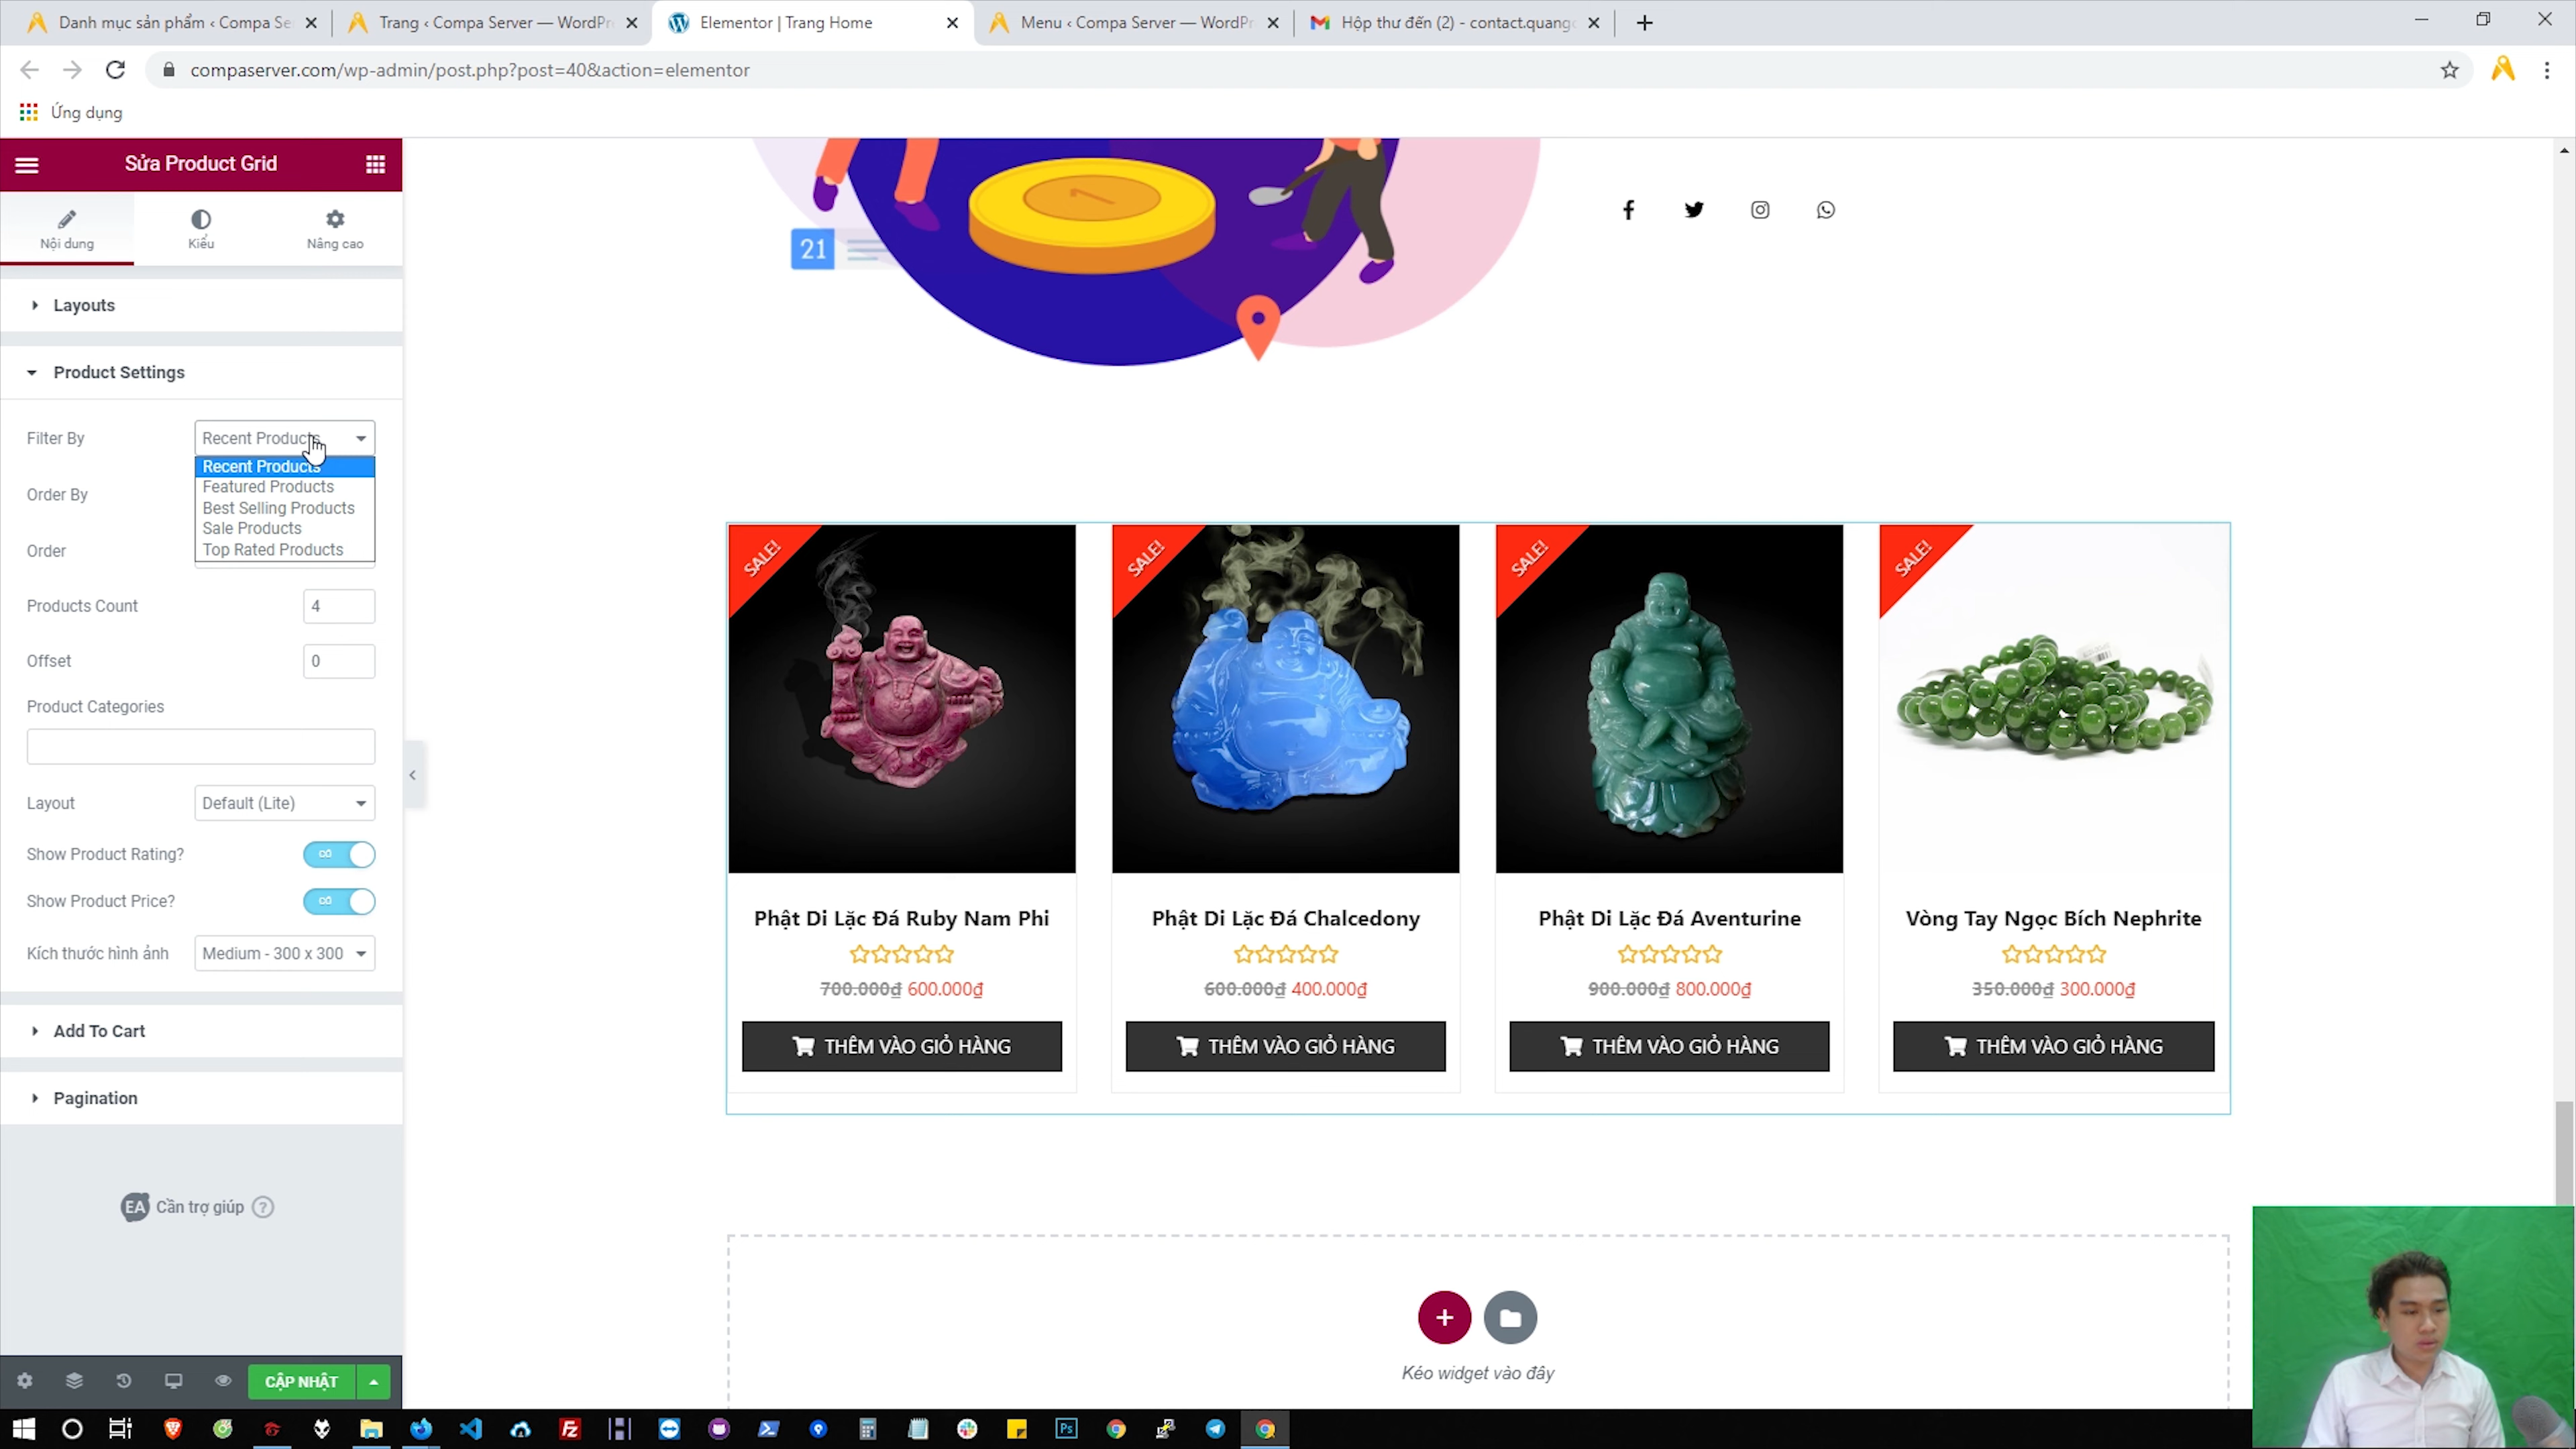 Danh mục sản phẩm ‹ Compa Se
Trang ‹ Compa Server — WordPr
Elementor | Trang Home
Menu ‹ Compa Server — WordPr
Hộp thư đến (2) - contact.quang
compaserver.com/wp-admin/post.php?post=40&action=elementor
Ứng dụng
Sửa Product Grid
Nội dung
Kiểu
Nâng cao
Layouts
Product Settings
Filter By
Recent Products
Recent Products
Featured Products
Best Selling Products
Sale Products
Top Rated Products
Order By
Order
Products Count
4
Offset
0
Product Categories
Layout
Default (Lite)
Show Product Rating?
CÓ
Show Product Price?
CÓ
Kích thước hình ảnh
Medium - 300 x 300
Add To Cart
Pagination
EA Cần trợ giúp ?
CẬP NHẬT
21
SALE!
SALE!
SALE!
SALE!
Phật Di Lặc Đá Ruby Nam Phi
Phật Di Lặc Đá Chalcedony
Phật Di Lặc Đá Aventurine
Vòng Tay Ngọc Bích Nephrite
700.000₫ 600.000₫
600.000₫ 400.000₫
900.000₫ 800.000₫
350.000₫ 300.000₫
THÊM VÀO GIỎ HÀNG
THÊM VÀO GIỎ HÀNG
THÊM VÀO GIỎ HÀNG
THÊM VÀO GIỎ HÀNG
Kéo widget vào đây
Fz
Ps